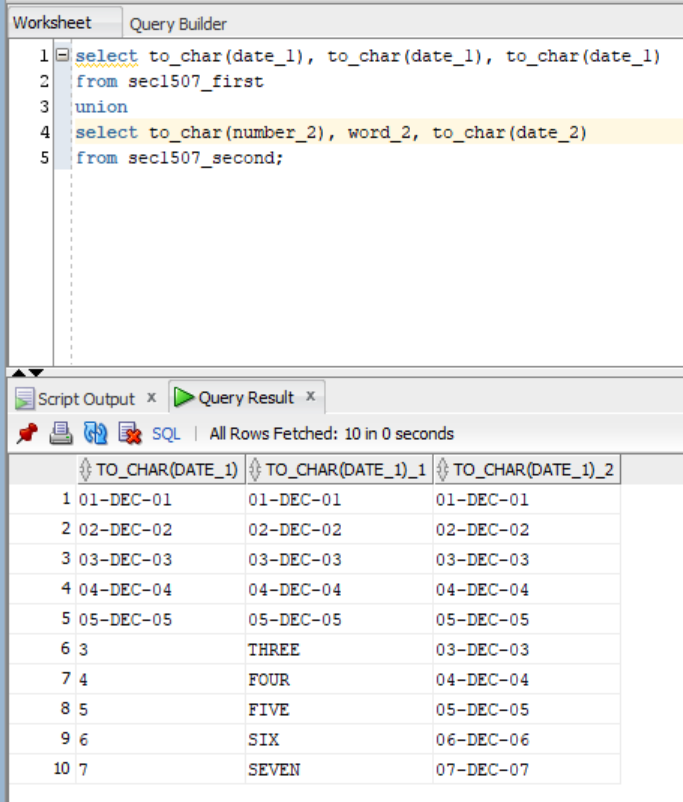 Worksheet Query Builder
1 select to_char(date_1), to_char(date_1), to_char(date_1)
2 from sec1507_first
3 union
4 select to_char(number_2), word_2, to_char(date_2)
5 from sec1507_second;
Script Output x Query Result x
SQL | All Rows Fetched: 10 in 0 seconds
TO_CHAR(DATE_1) TO_CHAR(DATE_1)_1 TO_CHAR(DATE_1)_2
1 01-DEC-01 01-DEC-01 01-DEC-01
2 02-DEC-02 02-DEC-02 02-DEC-02
3 03-DEC-03 03-DEC-03 03-DEC-03
4 04-DEC-04 04-DEC-04 04-DEC-04
5 05-DEC-05 05-DEC-05 05-DEC-05
6 3 THREE 03-DEC-03
7 4 FOUR 04-DEC-04
8 5 FIVE 05-DEC-05
9 6 SIX 06-DEC-06
10 7 SEVEN 07-DEC-07